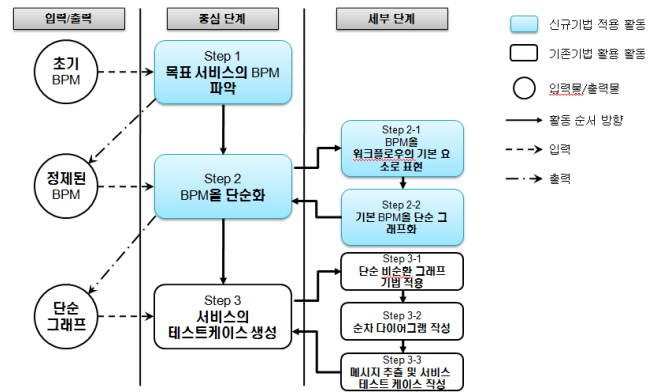 입력/출력
중심 단계
세부 단계
초기
BPM
정제된
BPM
단순
그래프
Step 1
목표 서비스의 BPM
파악
Step 2
BPM을 단순화
Step 3
서비스의
테스트케이스 생성
Step 2-1
BPM을
워크플로우의 기본 요
소로 표현
Step 2-2
기본 BPM을 단순 그
래프화
Step 3-1
단순 비순환 그래프
기법 적용
Step 3-2
순차 다이어그램 작성
Step 3-3
메시지 추출 및 서비스
테스트 케이스 작성
신규기법 적용 활동
기존기법 활용 활동
입력물/출력물
활동 순서 방향
입력
출력